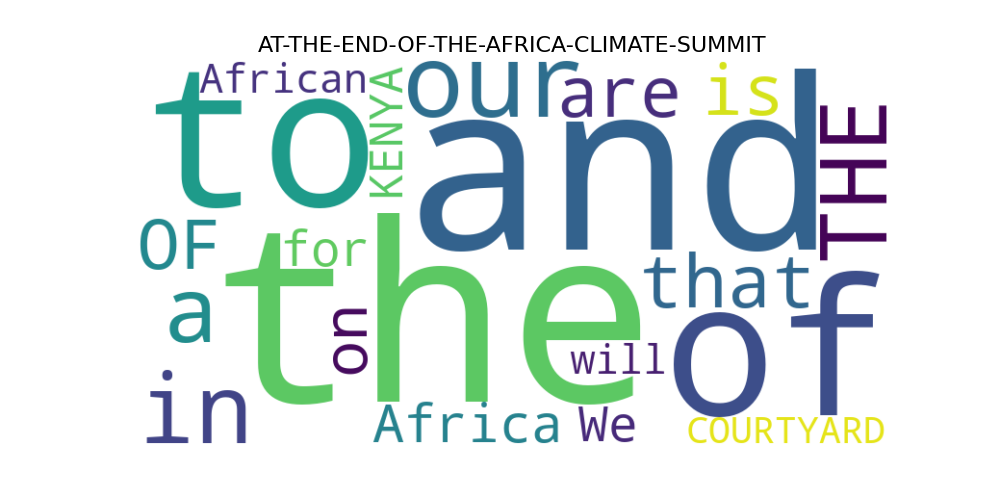 AT-THE-END-OF-THE-AFRICA-CLIMATE-SUMMIT
African
KENYA
our
are
is
to
and
THE
OF
for
that
a
the
on
of
will
in
Africa
We
COURTYARD